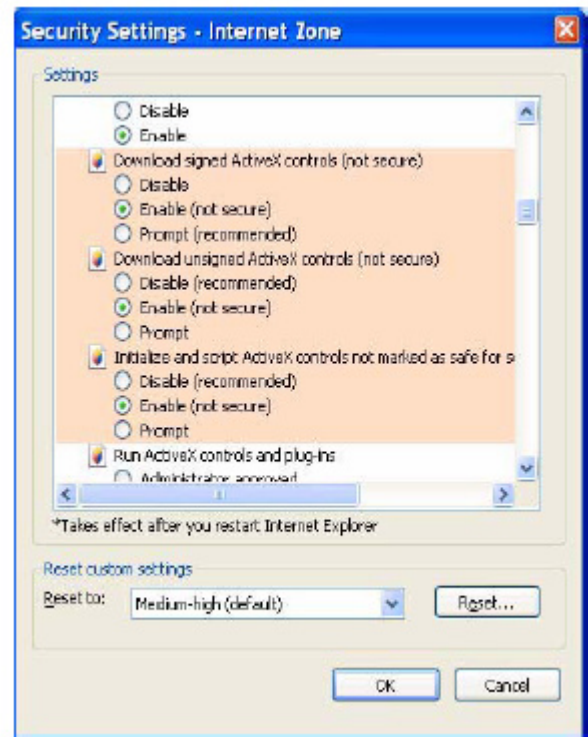 Security Settings - Internet Zone
Settings
Disable
Enable
Download signed ActiveX controls (not secure)
Disable
Enable (not secure)
Prompt (recommended)
Download unsigned ActiveX controls (not secure)
Disable (recommended)
Enable (not secure)
Prompt
Initialize and script ActiveX controls not marked as safe for s
Disable (recommended)
Enable (not secure)
Prompt
Run ActiveX controls and plug-ins
Administrator approved
*Takes effect after you restart Internet Explorer
Reset custom settings
Reset to: Medium-high (default) Reset...
OK Cancel